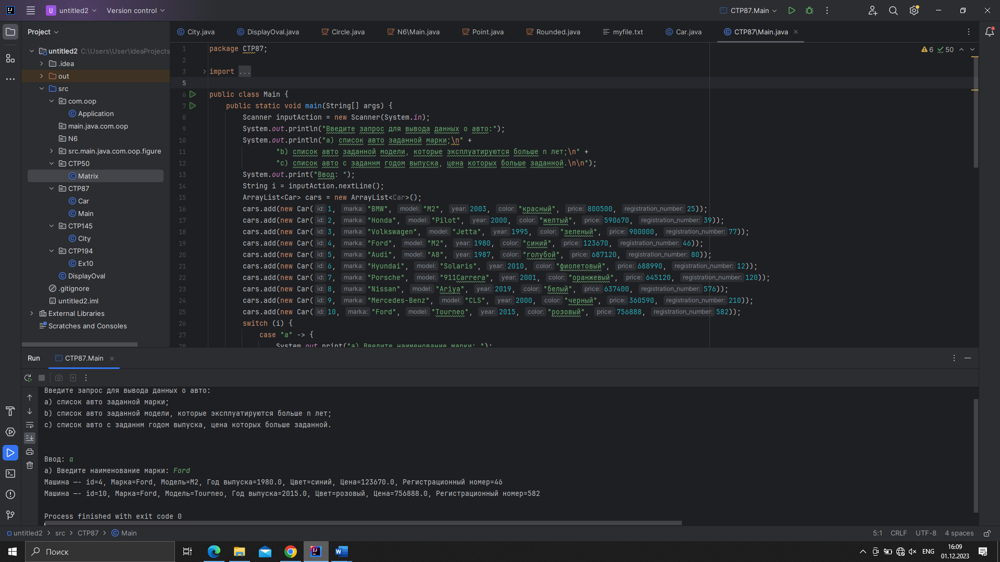 U untitled2 Version control CTP87.Main
Project
City.java DisplayOval.java Circle.java N6\Main.java Point.java Rounded.java myfile.txt Car.java CTP87\Main.java
untitled2 C:\Users\User\IdeaProjects
.idea
out
src
com.oop
Application
main.java.com.oop
N6
src.main.java.com.oop.figure
CTP50
Matrix
CTP87
Car
Main
CTP145
City
CTP194
Ex10
DisplayOval
.gitignore
untitled2.iml
External Libraries
Scratches and Consoles
6 50
1 package CTP87;
2
3 import ...
5
6 public class Main {
7 public static void main(String[] args) {
8 Scanner inputAction = new Scanner(System.in);
9 System.out.println("Введите запрос для вывода данных о авто:");
10 System.out.println("a) список авто заданной марки;\n" +
11 "b) список авто заданной модели, которые эксплуатируются больше n лет;\n" +
12 "c) список авто с заданнм годом выпуска, цена которых больше заданной.\n\n");
13 System.out.print("Ввод: ");
14 String i = inputAction.nextLine();
15 ArrayList<Car> cars = new ArrayList<Car>();
16 cars.add(new Car( id: 1, marka: "BMW", model: "M2", year: 2003, color: "красный", price: 800500, registration_number: 25));
17 cars.add(new Car( id: 2, marka: "Honda", model: "Pilot", year: 2000, color: "желтый", price: 590670, registration_number: 39));
18 cars.add(new Car( id: 3, marka: "Volkswagen", model: "Jetta", year: 1995, color: "зеленый", price: 900000, registration_number: 77));
19 cars.add(new Car( id: 4, marka: "Ford", model: "M2", year: 1980, color: "синий", price: 123670, registration_number: 46));
20 cars.add(new Car( id: 5, marka: "Audi", model: "A8", year: 1987, color: "голубой", price: 687120, registration_number: 80));
21 cars.add(new Car( id: 6, marka: "Hyundai", model: "Solaris", year: 2010, color: "фиолетовый", price: 688990, registration_number: 12));
22 cars.add(new Car( id: 7, marka: "Porsche", model: "911Carrera", year: 2001, color: "оранжевый", price: 645120, registration_number: 120));
23 cars.add(new Car( id: 8, marka: "Nissan", model: "Ariya", year: 2019, color: "белый", price: 637400, registration_number: 576));
24 cars.add(new Car( id: 9, marka: "Mercedes-Benz", model: "CLS", year: 2000, color: "черный", price: 360590, registration_number: 210));
25 cars.add(new Car( id: 10, marka: "Ford", model: "Tourneo", year: 2015, color: "розовый", price: 756888, registration_number: 582));
26 switch (i) {
27 case "a" -> {
28 System.out.print("a) Введите наименование марки: ");
Run CTP87.Main
Введите запрос для вывода данных о авто:
a) список авто заданной марки;
b) список авто заданной модели, которые эксплуатируются больше n лет;
c) список авто с заданнм годом выпуска, цена которых больше заданной.
Ввод: a
a) Введите наименование марки: Ford
Машина -- id=4, Марка=Ford, Модель=M2, Год выпуска=1980.0, Цвет=синий, Цена=123670.0, Регистрационный номер=46
Машина -- id=10, Марка=Ford, Модель=Tourneo, Год выпуска=2015.0, Цвет=розовый, Цена=756888.0, Регистрационный номер=582
Process finished with exit code 0
untitled2 > src > CTP87 > Main 5:1 CRLF UTF-8 4 spaces
Поиск ENG 16:09
01.12.2023